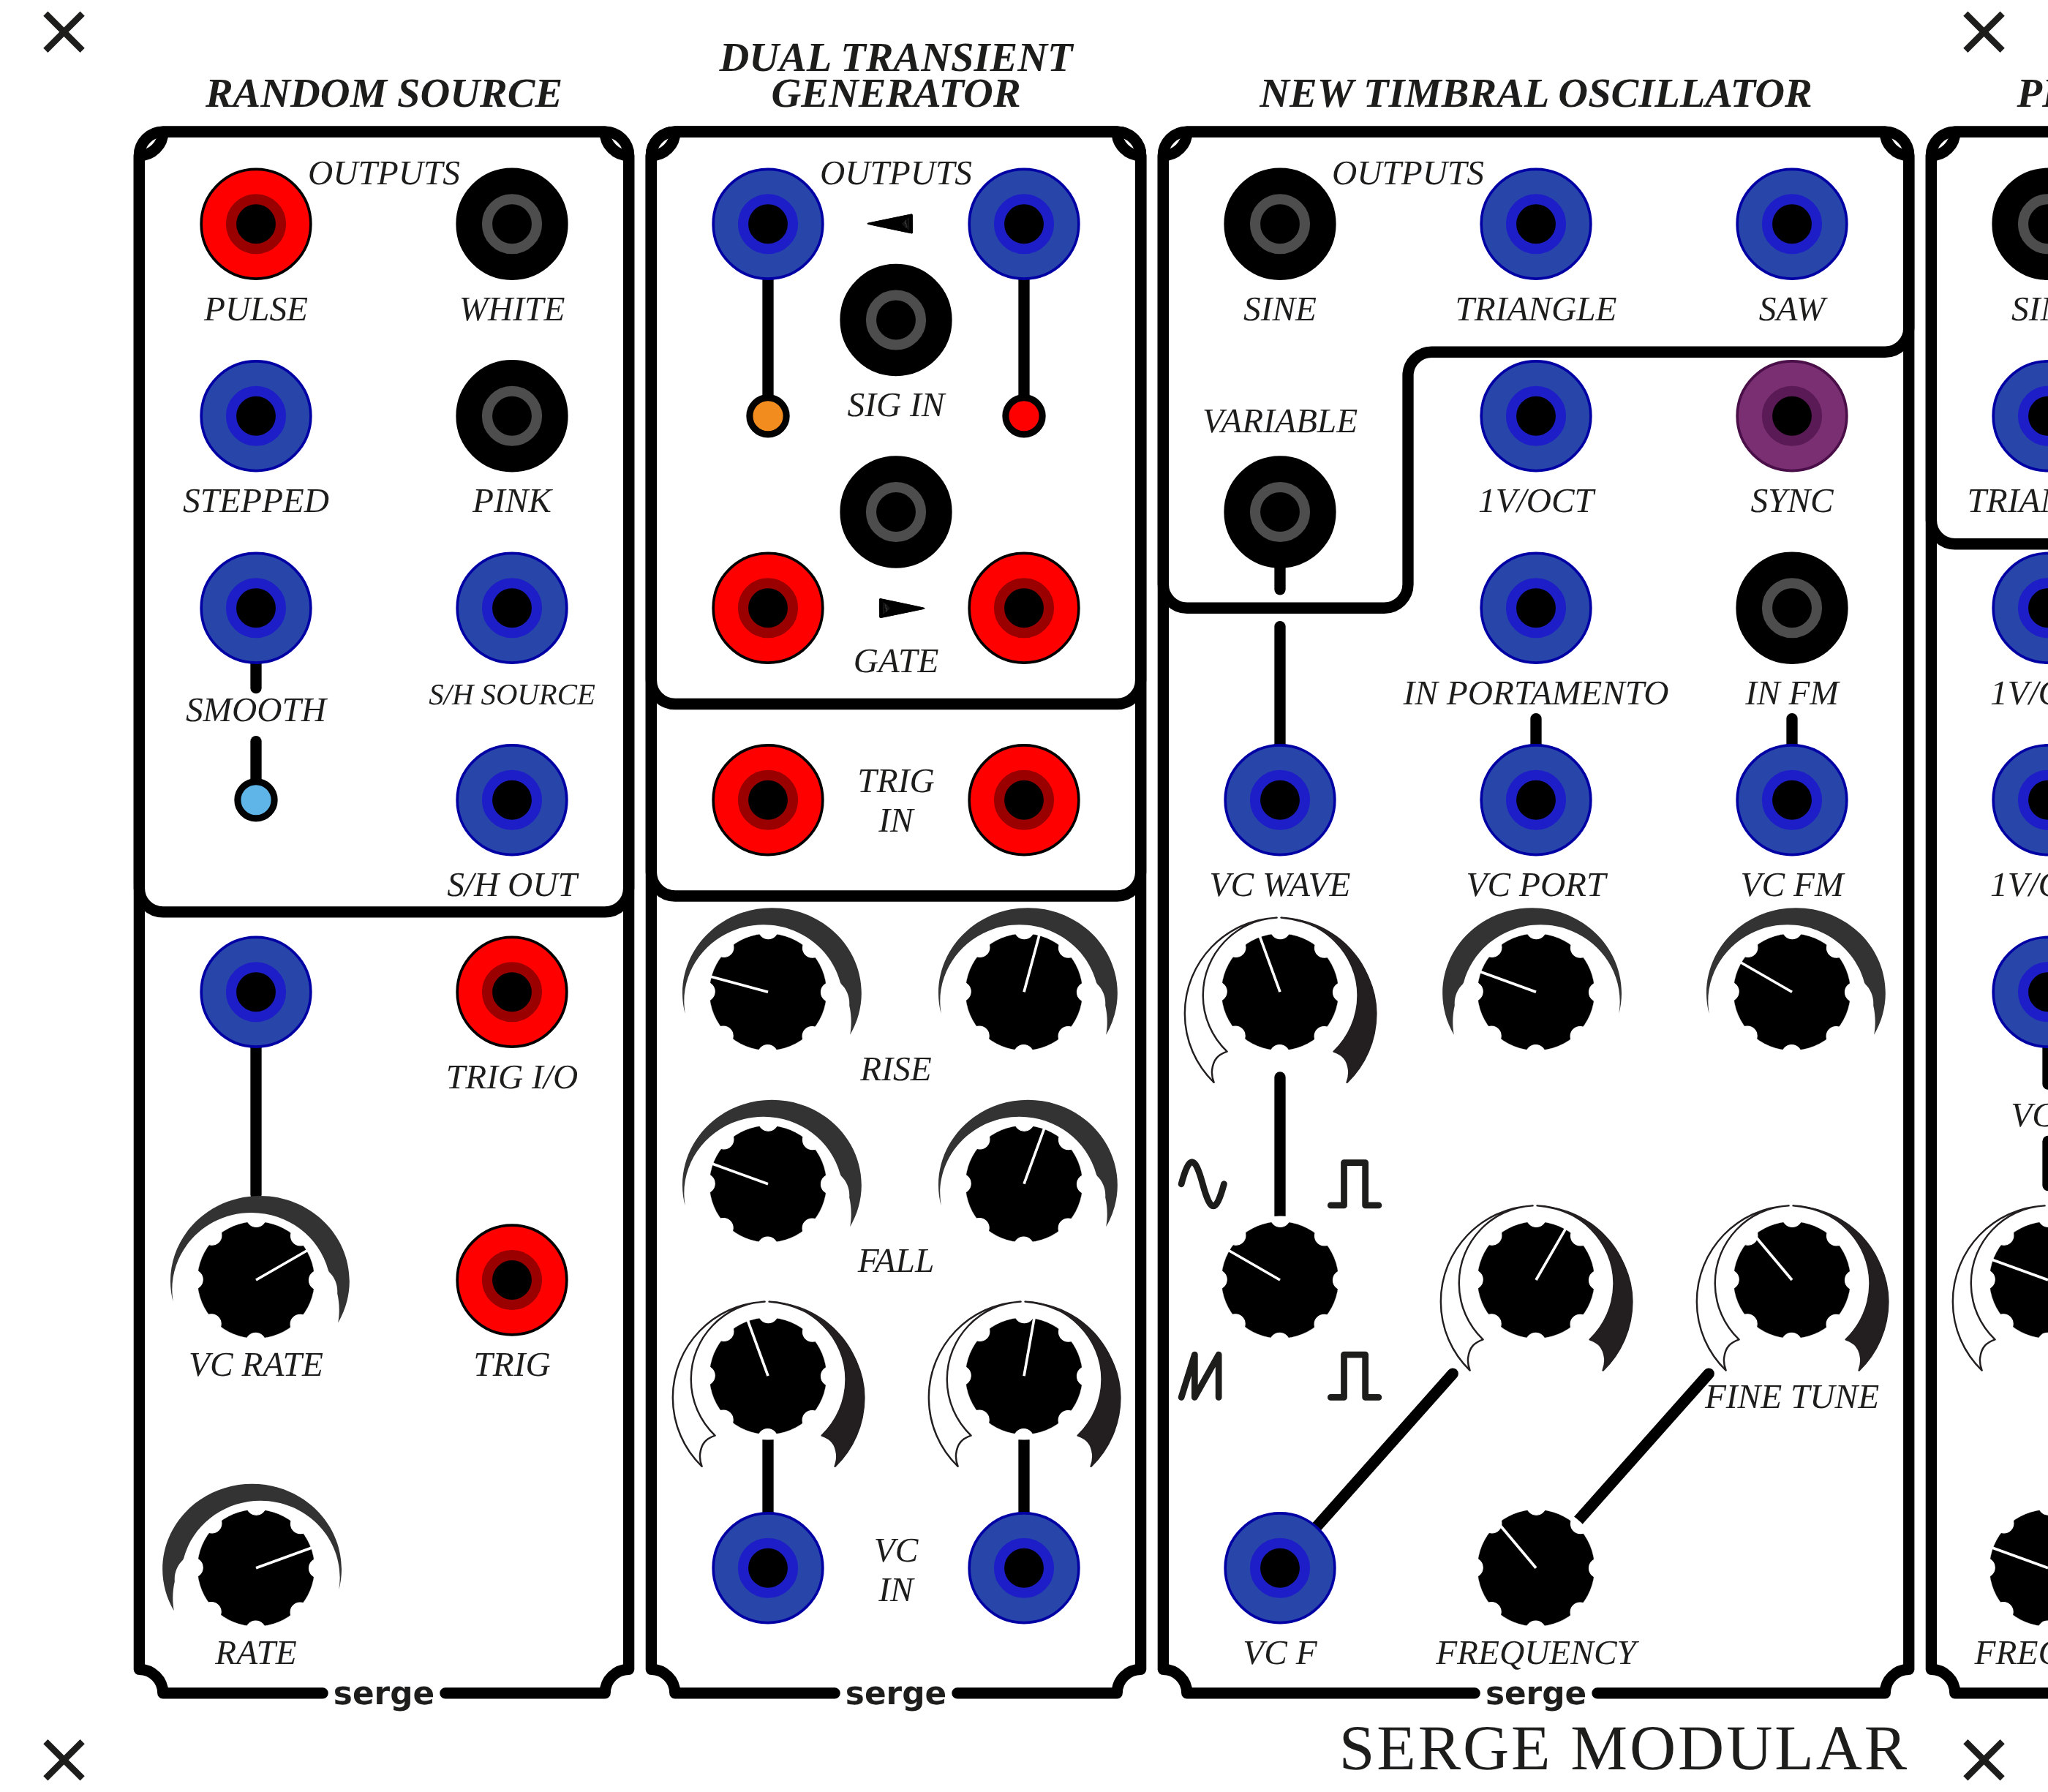 RANDOM SOURCE
OUTPUTS
PULSE
WHITE
STEPPED
PINK
SMOOTH
S/H SOURCE
S/H OUT
TRIG I/O
VC RATE
TRIG
RATE
serge
DUAL TRANSIENT
GENERATOR
OUTPUTS
SIG IN
GATE
TRIG
IN
RISE
FALL
VC
IN
serge
NEW TIMBRAL OSCILLATOR
OUTPUTS
SINE
TRIANGLE
SAW
VARIABLE
1V/OCT
SYNC
IN PORTAMENTO
IN FM
VC WAVE
VC PORT
VC FM
FINE TUNE
VC F
FREQUENCY
serge
SERGE MODULAR